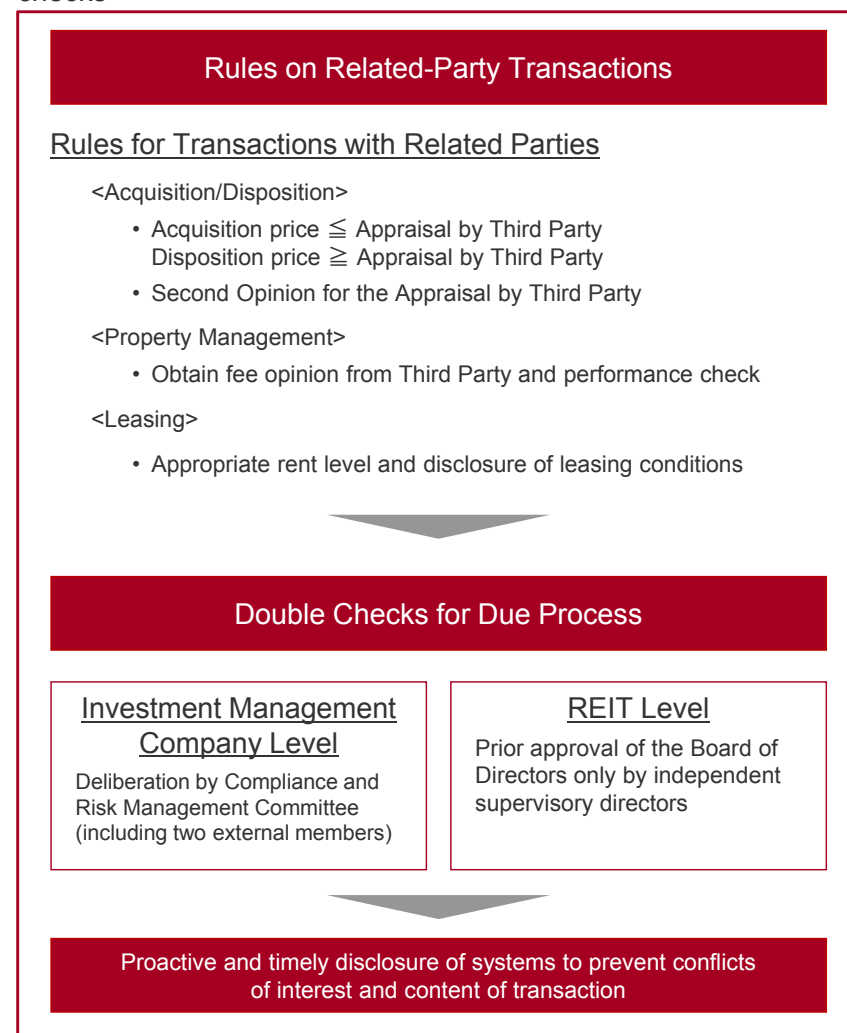 checks
Rules on Related-Party Transactions
Rules for Transactions with Related Parties
<Acquisition/Disposition>
• Acquisition price ≦ Appraisal by Third Party
Disposition price ≧ Appraisal by Third Party
• Second Opinion for the Appraisal by Third Party
<Property Management>
• Obtain fee opinion from Third Party and performance check
<Leasing>
• Appropriate rent level and disclosure of leasing conditions
Double Checks for Due Process
Investment Management
Company Level
Deliberation by Compliance and
Risk Management Committee
(including two external members)
REIT Level
Prior approval of the Board of
Directors only by independent
supervisory directors
Proactive and timely disclosure of systems to prevent conflicts
of interest and content of transaction